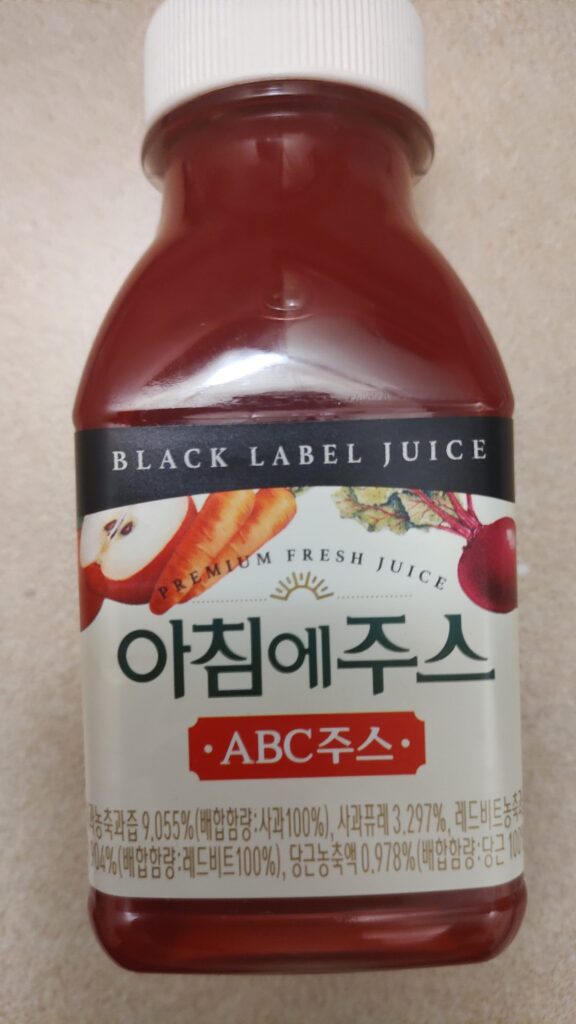 BLACK LABEL JUICE
PREMIUM FRESH JUICE
아침에주스
·ABC주스·
농축과즙 9.055%(배합함량:사과100%), 사과퓨레 3.297%, 레드비트농축
04%(배합함량:레드비트100%), 당근농축액 0.978%(배합함량:당근 100